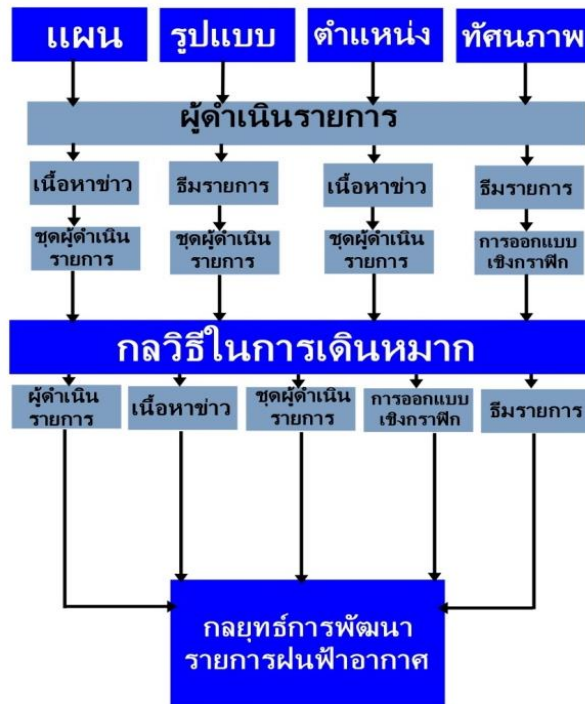 แผน
รูปแบบ
ตำแหน่ง
ทัศนภาพ
ผู้ดำเนินรายการ
เนื้อหาข่าว
ธีมรายการ
เนื้อหาข่าว
ธีมรายการ
ชุดผู้ดำเนิน
รายการ
ชุดผู้ดำเนิน
รายการ
ชุดผู้ดำเนิน
รายการ
การออกแบบ
เชิงกราฟิก
กลวิธีในการเดินหมาก
ผู้ดำเนิน
รายการ
เนื้อหาข่าว
ชุดผู้ดำเนิน
รายการ
การออกแบบ
เชิงกราฟิก
ธีมรายการ
กลยุทธ์การพัฒนา
รายการฝนฟ้าอากาศ